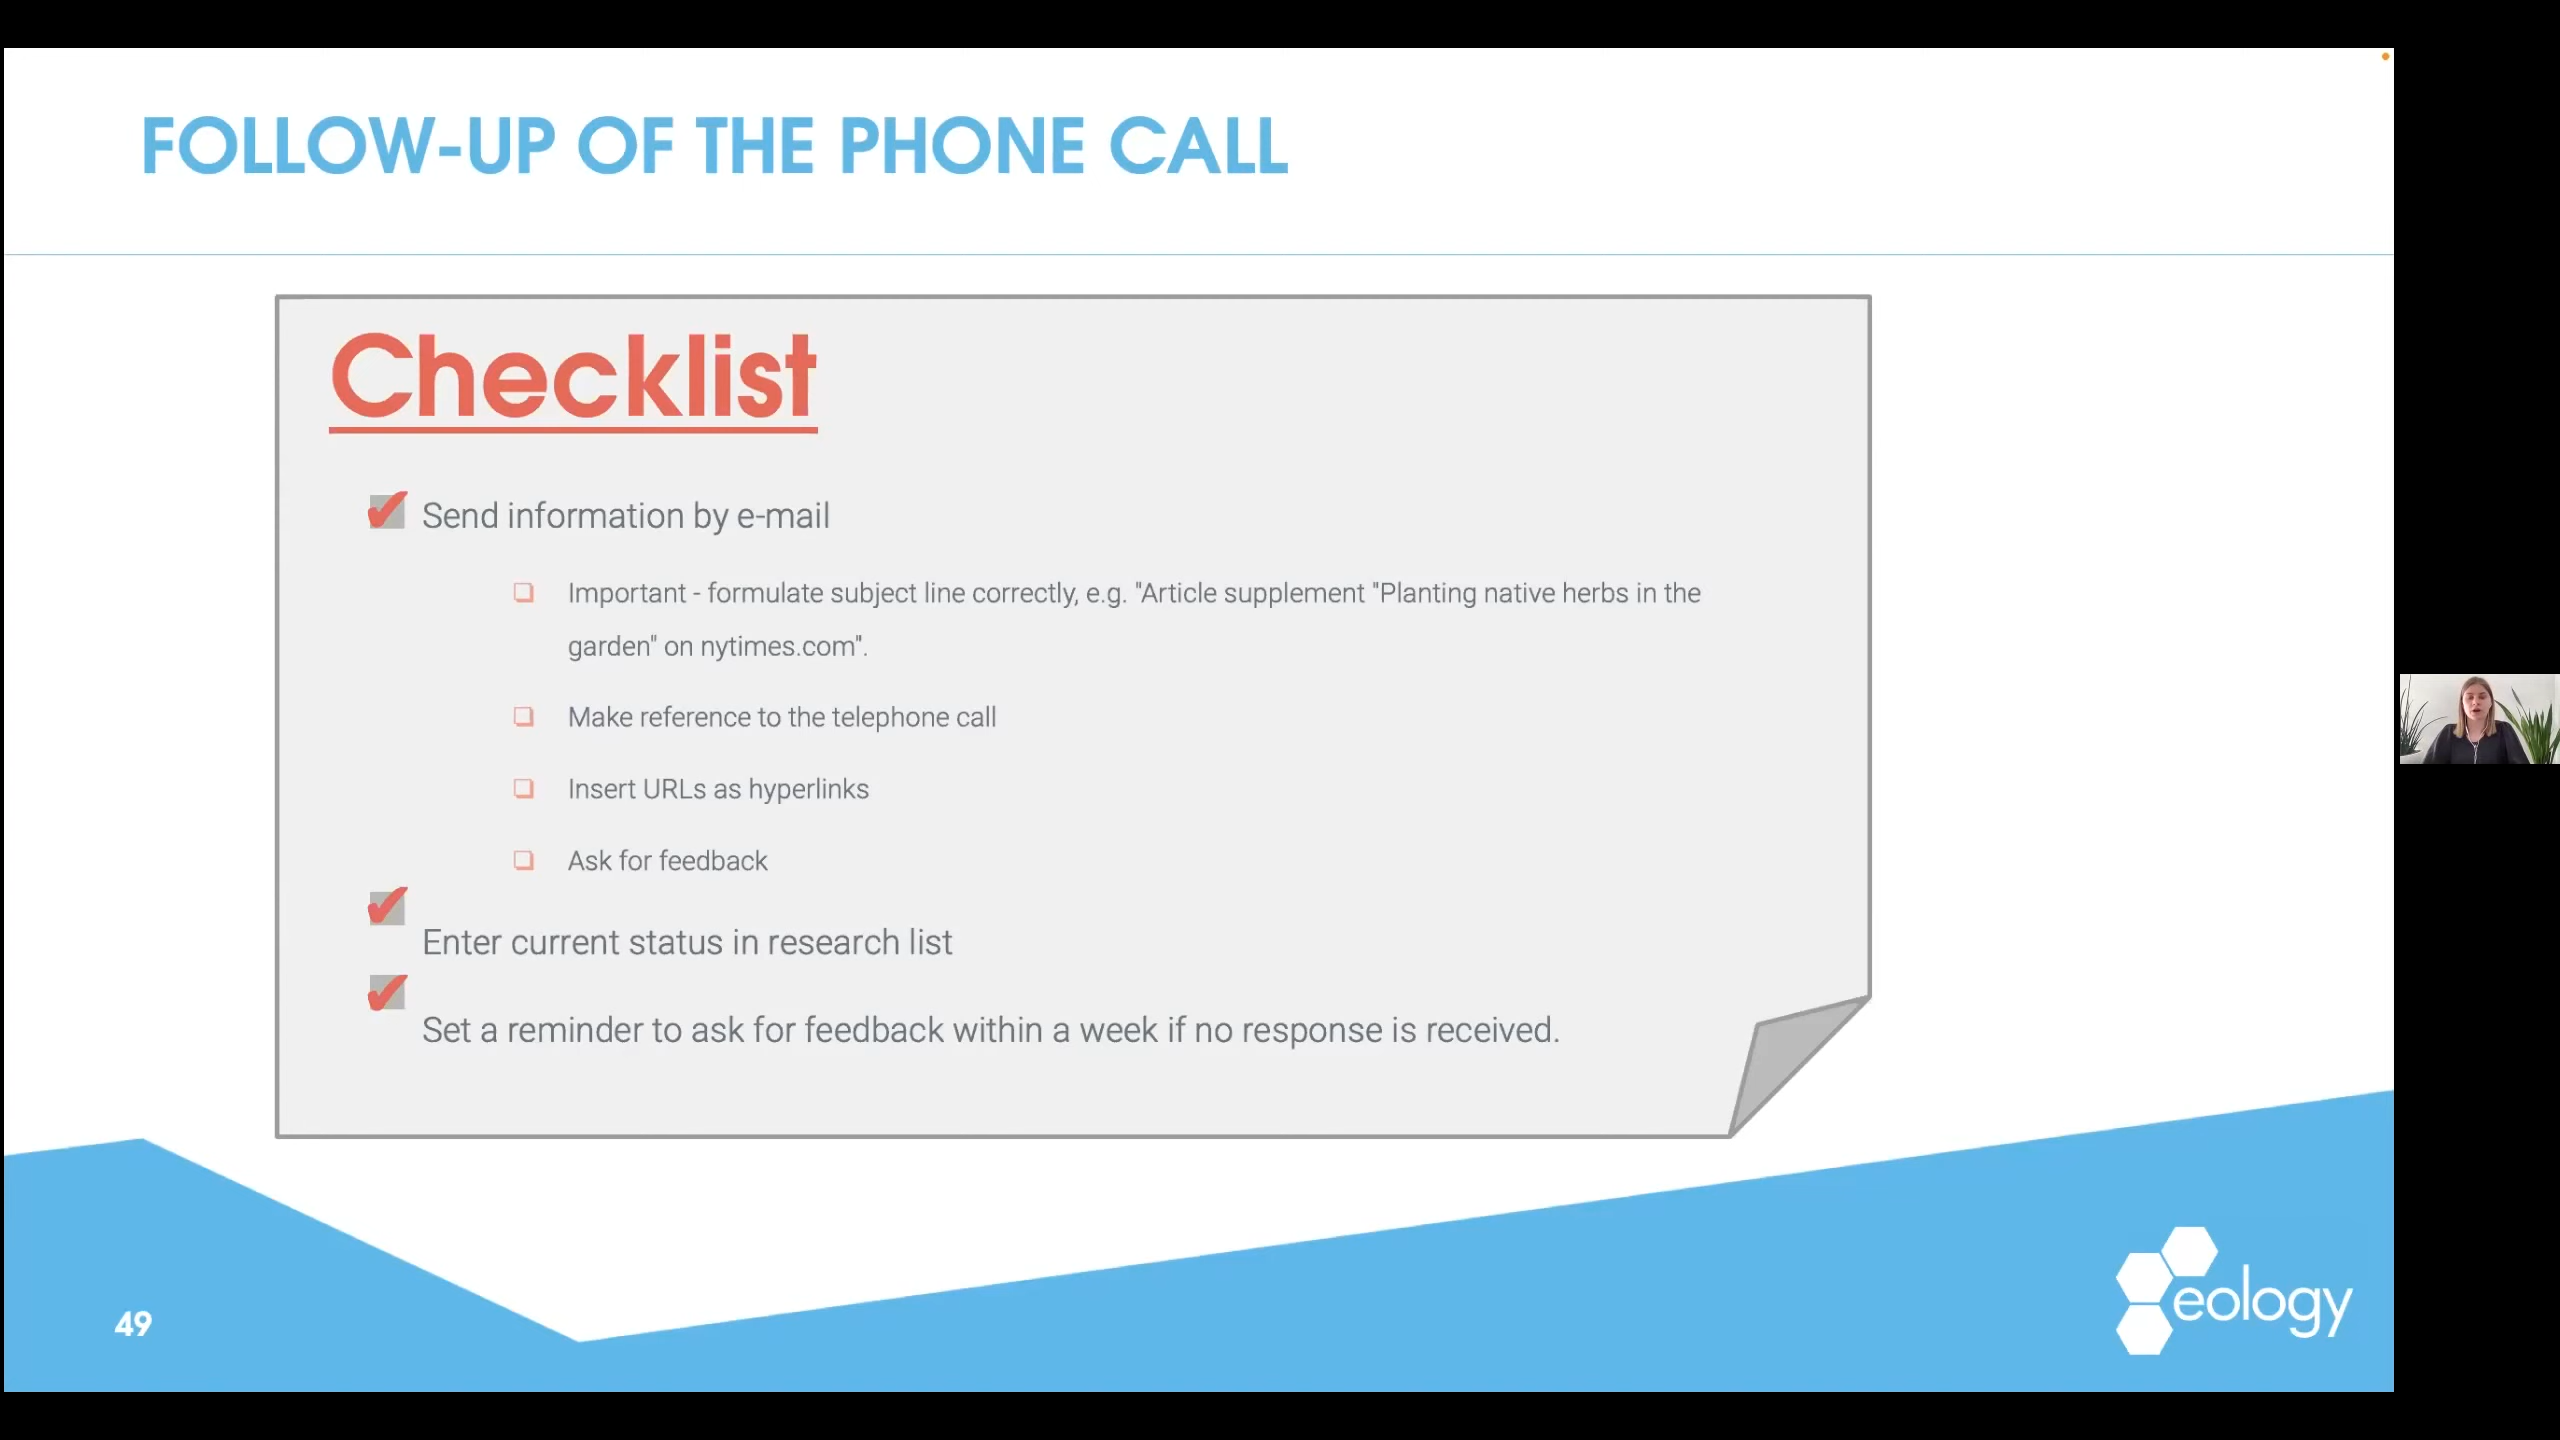 FOLLOW-UP OF THE PHONE CALL
Checklist
Send information by e-mail
Important - formulate subject line correctly, e.g. "Article supplement "Planting native herbs in the
garden" on nytimes.com".
Make reference to the telephone call
Insert URLs as hyperlinks
Ask for feedback
Enter current status in research list
Set a reminder to ask for feedback within a week if no response is received.
49
eology